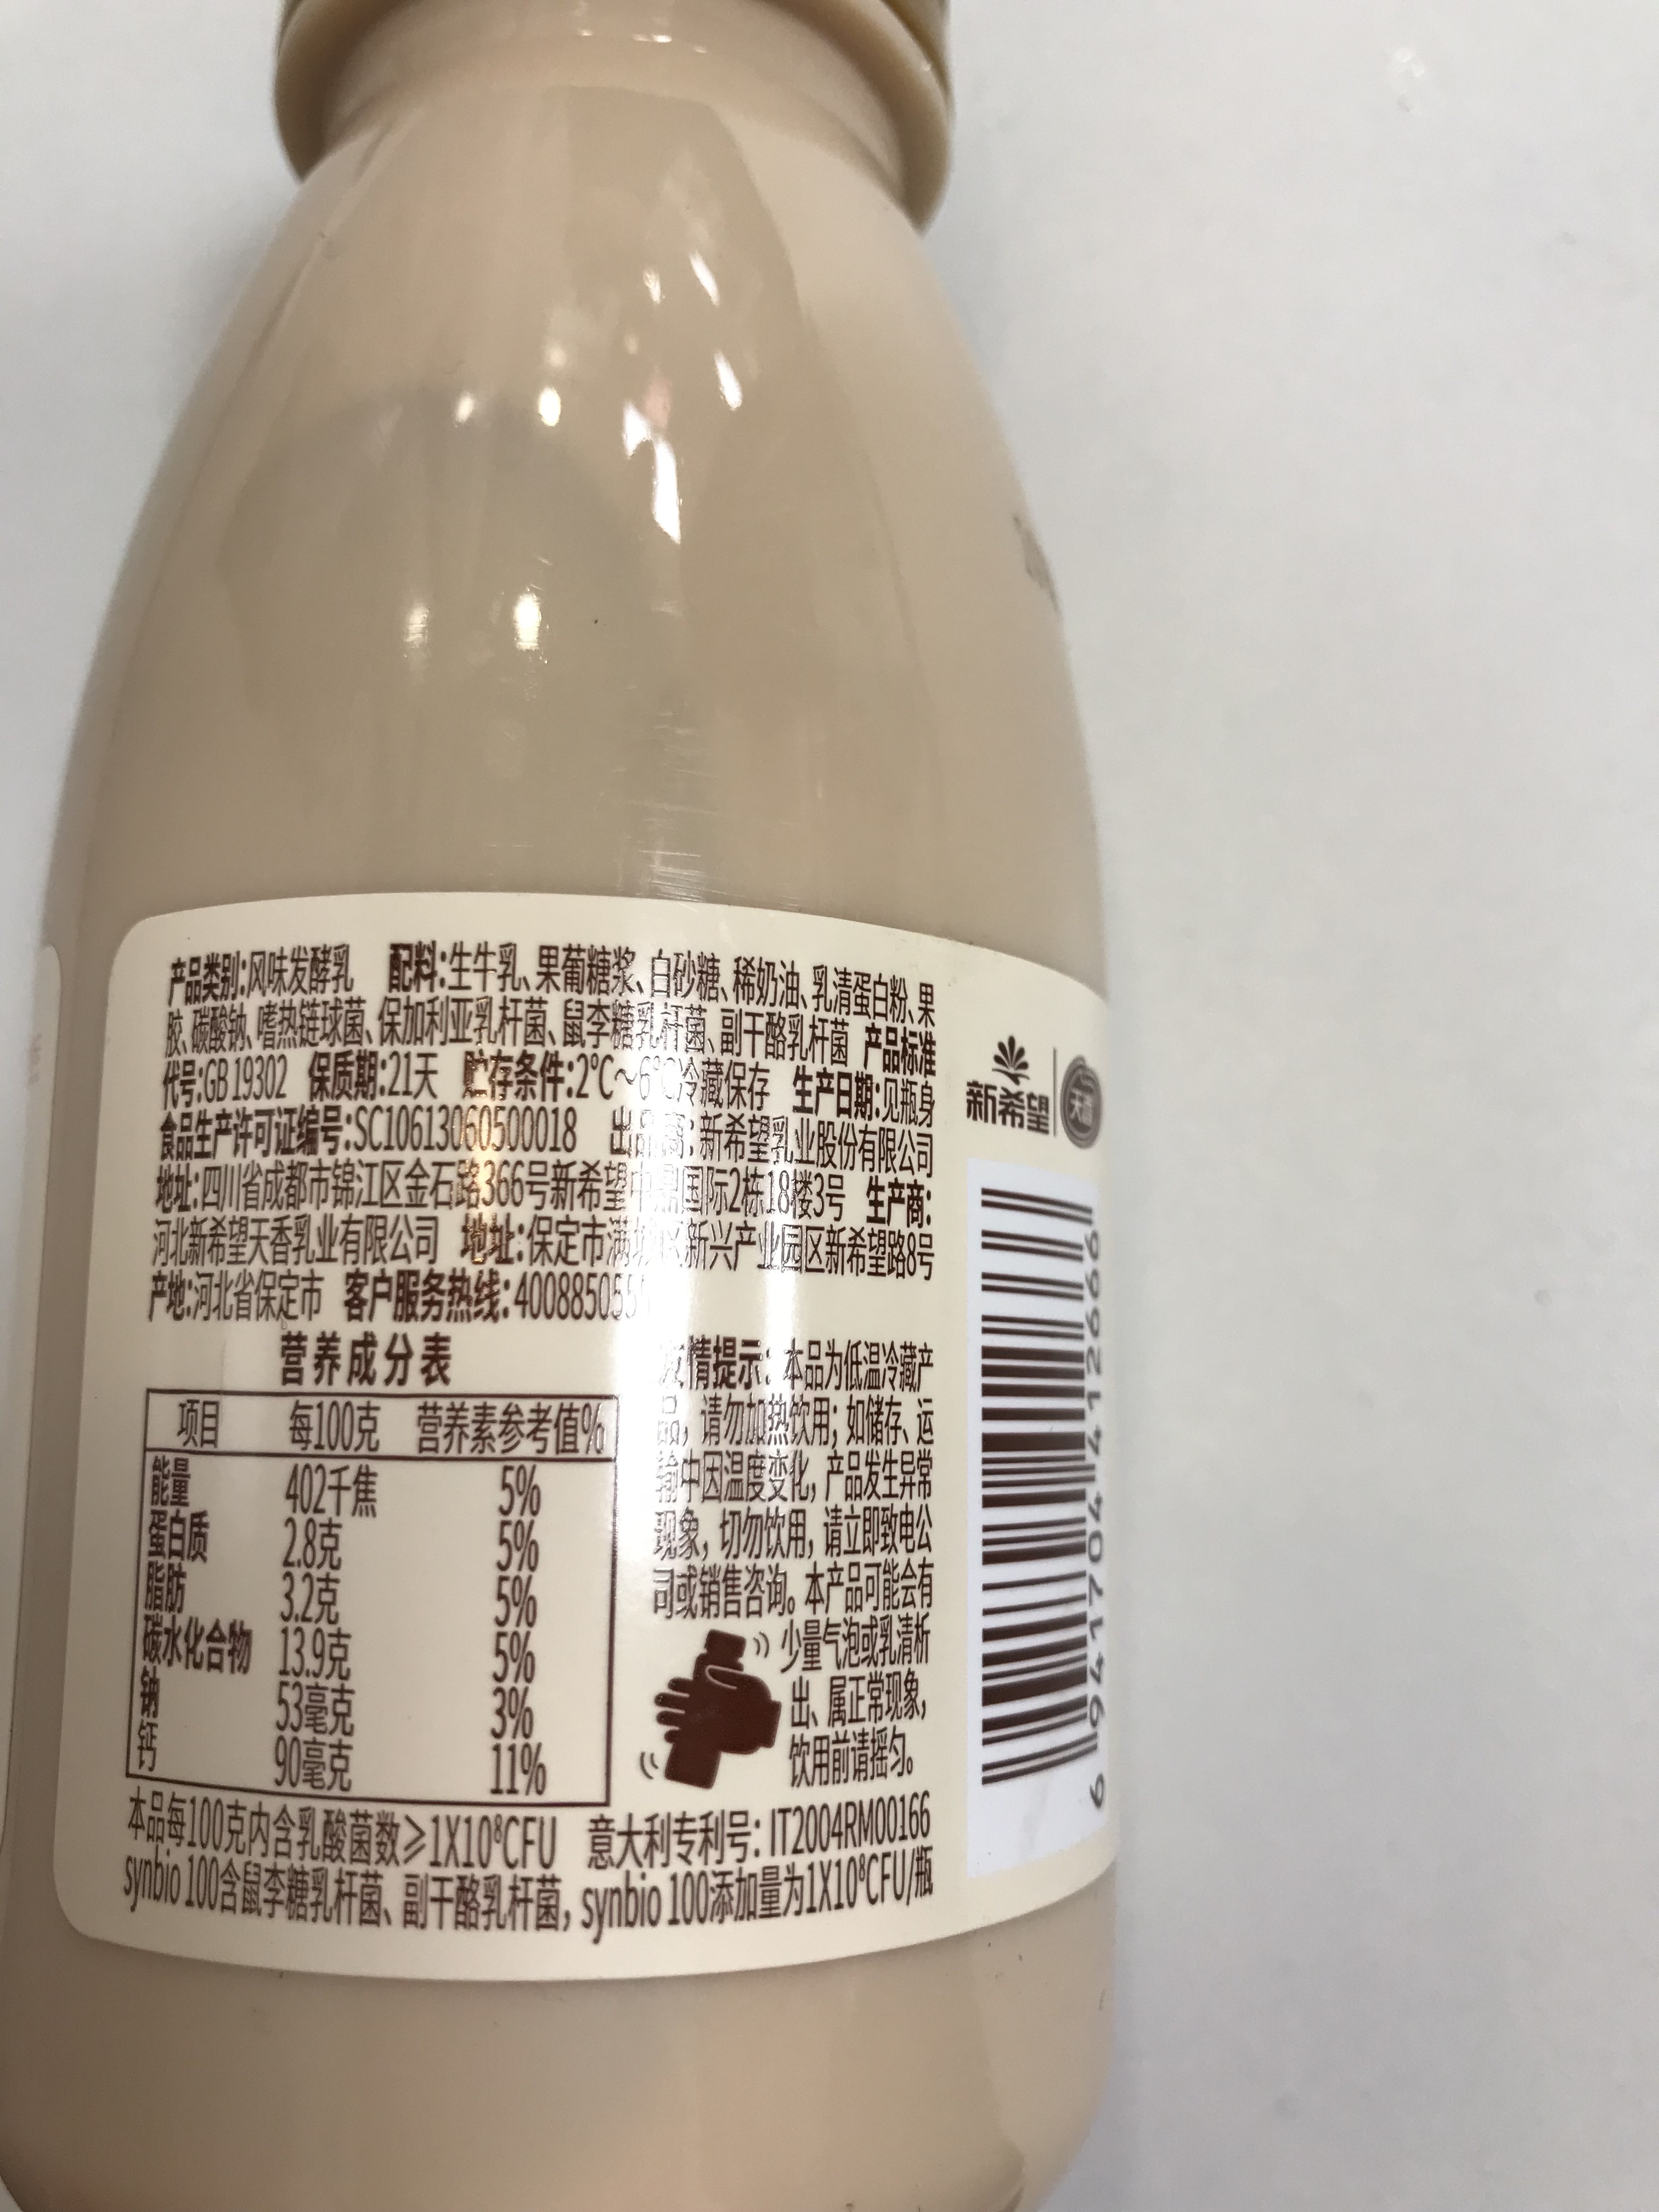 产品类别:风味发酵乳 配料:生牛乳、果葡糖浆、白砂糖、稀奶油、乳清蛋白粉、果
胶、碳酸钠、嗜热链球菌、保加利亚乳杆菌、鼠李糖乳杆菌、副干酪乳杆菌 产品标准
代号:GB 19302 保质期:21天 贮存条件:2°C~6°C冷藏保存 生产日期:见瓶身
食品生产许可证编号:SC10613060500018 出品商:新希望乳业股份有限公司
地址:四川省成都市锦江区金石路366号新希望中鼎国际2栋18楼3号 生产商:
河北新希望天香乳业有限公司 地址:保定市满城区新兴产业园区新希望路8号
产地:河北省保定市 客户服务热线:400885055
营养成分表
项目 每100克 营养素参考值%
能量 402千焦 5%
蛋白质 2.8克 5%
脂肪 3.2克 5%
碳水化合物 13.9克 5%
钠 53毫克 3%
钙 90毫克 11%
友情提示:本品为低温冷藏产
品,请勿加热饮用;如储存、运
输中因温度变化,产品发生异常
现象,切勿饮用,请立即致电公
司或销售咨询。本产品可能会有
少量气泡或乳清析
出、属正常现象,
饮用前请摇匀。
本品每100克内含乳酸菌数≥1X10⁸CFU 意大利专利号:IT2004RM00166
synbio 100含鼠李糖乳杆菌、副干酪乳杆菌,synbio 100添加量为1X10⁸CFU/瓶
新希望
天香
6 941704 412966